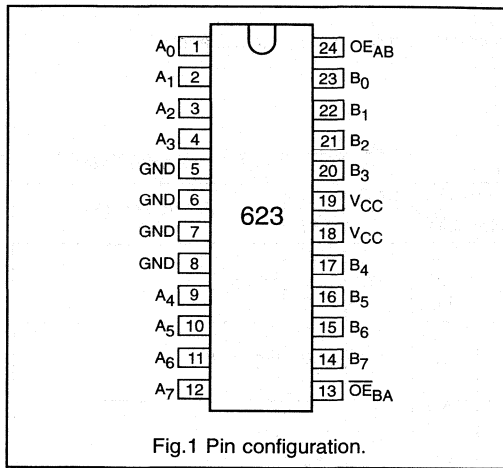 A0 1 24 OEAB
A1 2 23 B0
A2 3 22 B1
A3 4 21 B2
GND 5 20 B3
GND 6 19 VCC
GND 7 623 18 VCC
GND 8 17 B4
A4 9 16 B5
A5 10 15 B6
A6 11 14 B7
A7 12 13 O̅E̅BA
Fig.1 Pin configuration.